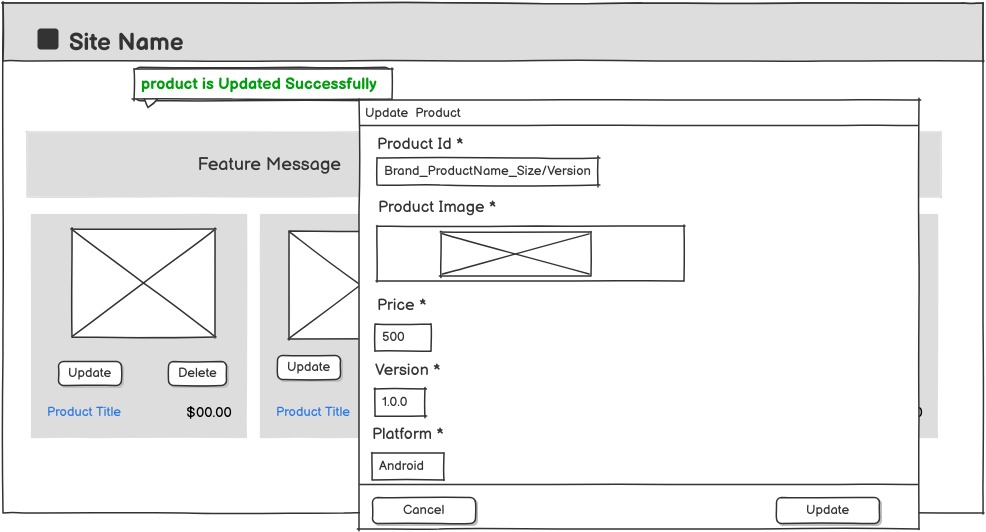 Site Name
product is Updated Successfully
Update Product
Feature Message
Product Id *
Brand_ProductName_Size/Version
Product Image *
Price *
500
Version *
1.0.0
Platform *
Android
Cancel
Update
Update
Delete
Product Title
$00.00
Update
Product Title